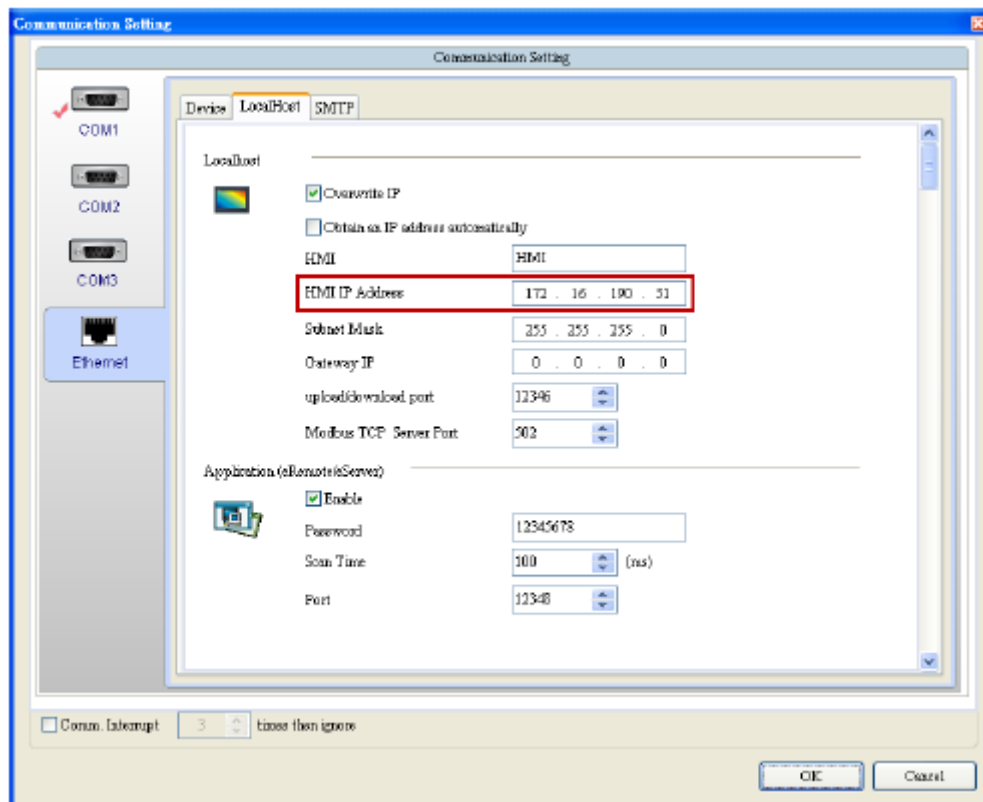 Communication Setting
Communication Setting
COM1
COM2
COM3
Ethernet
Device LocalHost SMTP
Localhost
Overwrite IP
Obtain an IP address automatically
HMI HMI
HMI IP Address 172 . 16 . 190 . 51
Subnet Mask 255 . 255 . 255 . 0
Gateway IP 0 . 0 . 0 . 0
upload/download port 12346
Modbus TCP Server Port 502
Application (eRemote/eServer)
Enable
Password 12345678
Scan Time 100 (ms)
Port 12348
Comm. Interrupt 3 times then ignore
OK Cancel